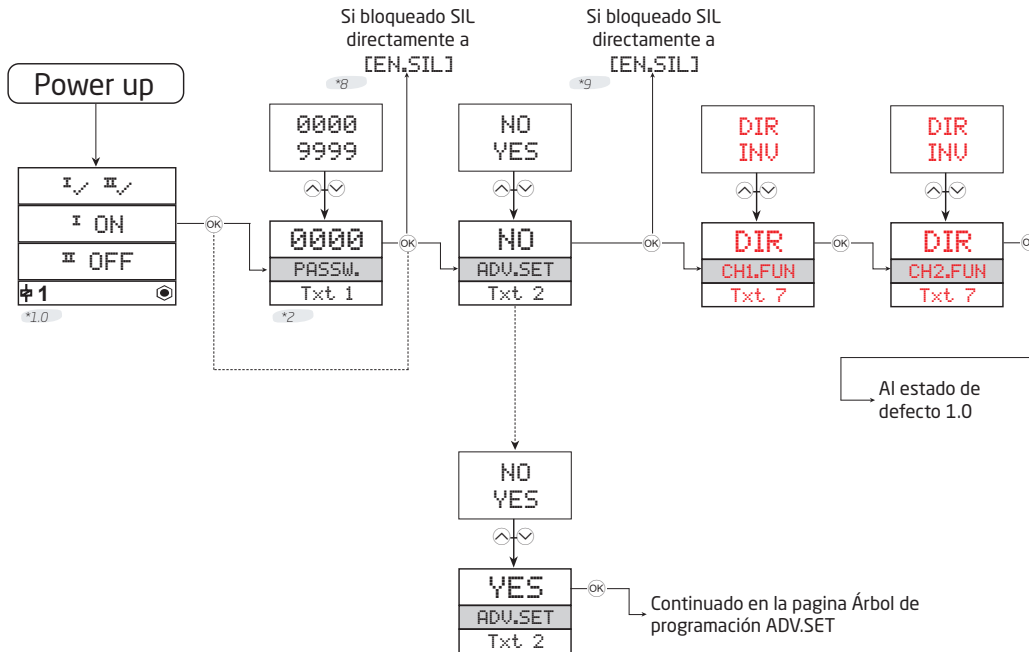 Si bloqueado SIL
directamente a
[EN.SIL]
*8
Si bloqueado SIL
directamente a
[EN.SIL]
*9
Power up
I✓ II✓
I ON
II OFF
1
*1.0
OK
0000
9999
0000
PASSW.
Txt 1
*2
OK
NO
YES
NO
ADV.SET
Txt 2
OK
DIR
INV
DIR
CH1.FUN
Txt 7
OK
DIR
INV
DIR
CH2.FUN
Txt 7
Al estado de
defecto 1.0
NO
YES
YES
ADV.SET
Txt 2
OK
Continuado en la pagina Árbol de
programación ADV.SET